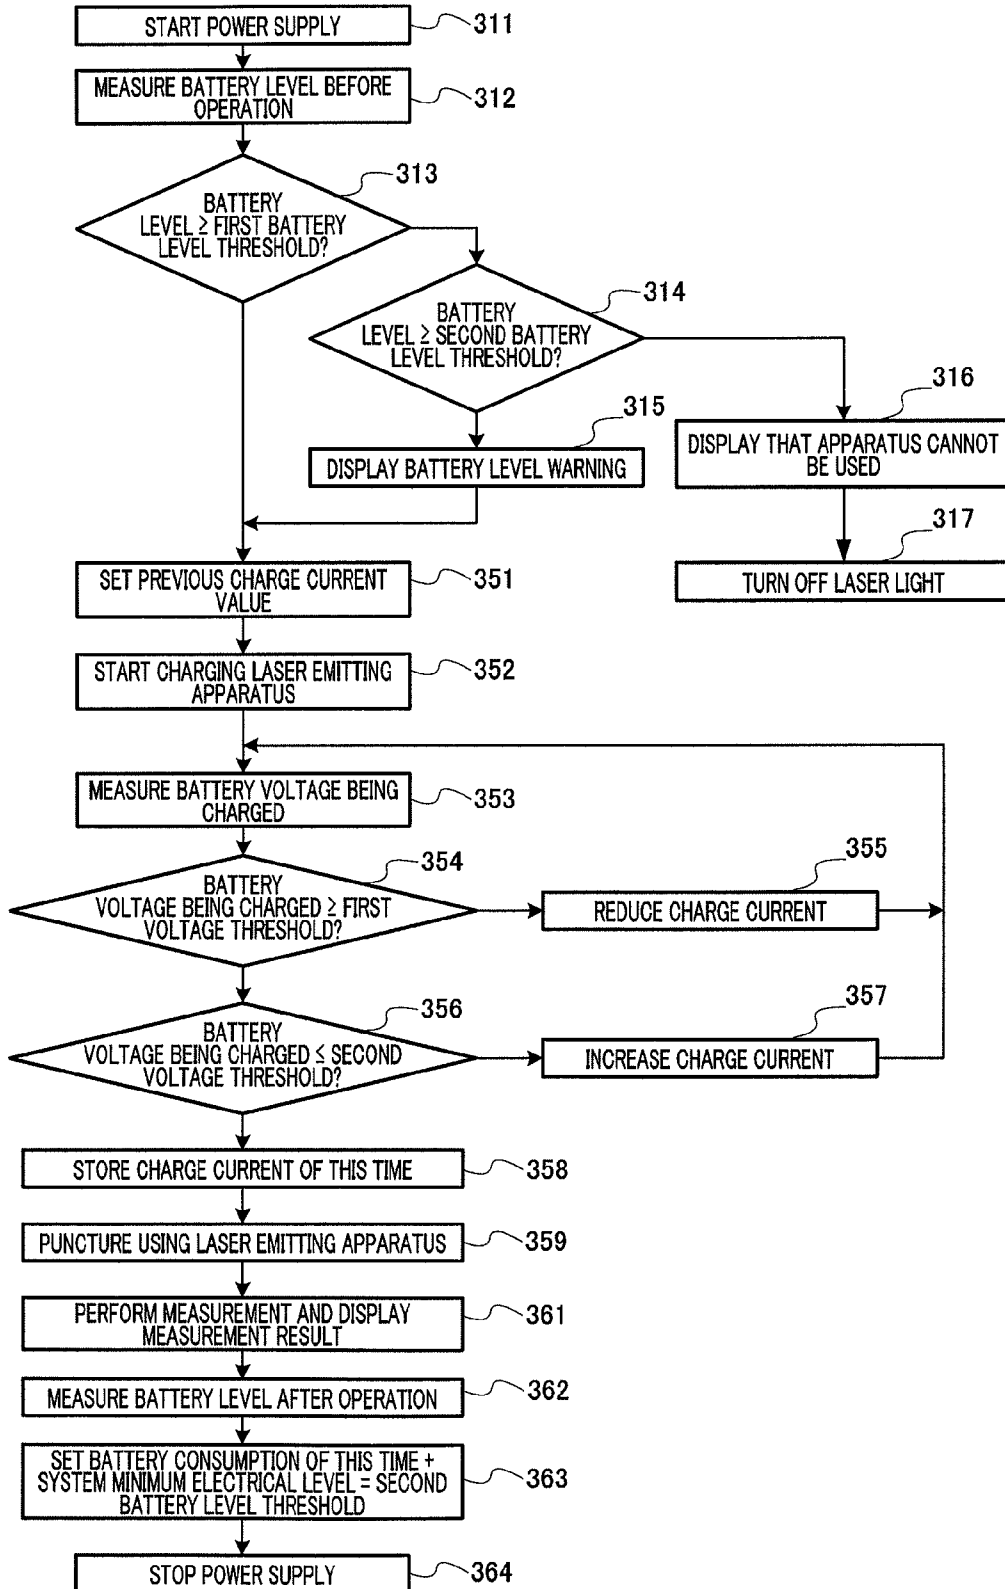 START POWER SUPPLY
311
MEASURE BATTERY LEVEL BEFORE
OPERATION
312
313
BATTERY
LEVEL ≥ FIRST BATTERY
LEVEL THRESHOLD?
314
BATTERY
LEVEL ≥ SECOND BATTERY
LEVEL THRESHOLD?
315
DISPLAY BATTERY LEVEL WARNING
316
DISPLAY THAT APPARATUS CANNOT
BE USED
317
TURN OFF LASER LIGHT
SET PREVIOUS CHARGE CURRENT
VALUE
351
START CHARGING LASER EMITTING
APPARATUS
352
MEASURE BATTERY VOLTAGE BEING
CHARGED
353
354
BATTERY
VOLTAGE BEING CHARGED ≥ FIRST
VOLTAGE THRESHOLD?
355
REDUCE CHARGE CURRENT
356
BATTERY
VOLTAGE BEING CHARGED ≤ SECOND
VOLTAGE THRESHOLD?
357
INCREASE CHARGE CURRENT
STORE CHARGE CURRENT OF THIS TIME
358
PUNCTURE USING LASER EMITTING APPARATUS
359
PERFORM MEASUREMENT AND DISPLAY
MEASUREMENT RESULT
361
MEASURE BATTERY LEVEL AFTER OPERATION
362
SET BATTERY CONSUMPTION OF THIS TIME +
SYSTEM MINIMUM ELECTRICAL LEVEL = SECOND
BATTERY LEVEL THRESHOLD
363
STOP POWER SUPPLY
364